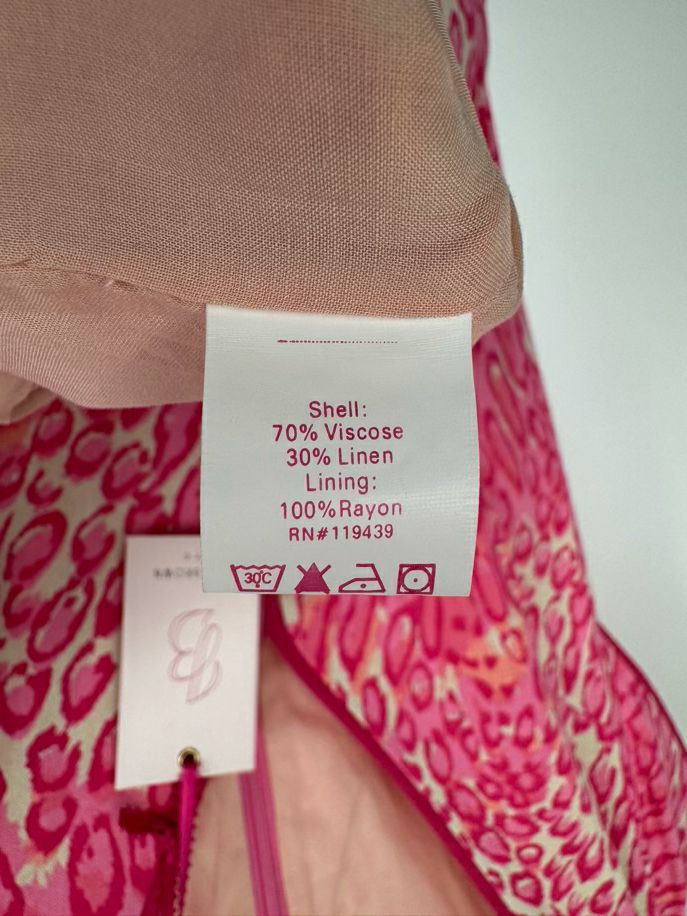 Shell:
70% Viscose
30% Linen
Lining:
100%Rayon
RN#119439
30°C